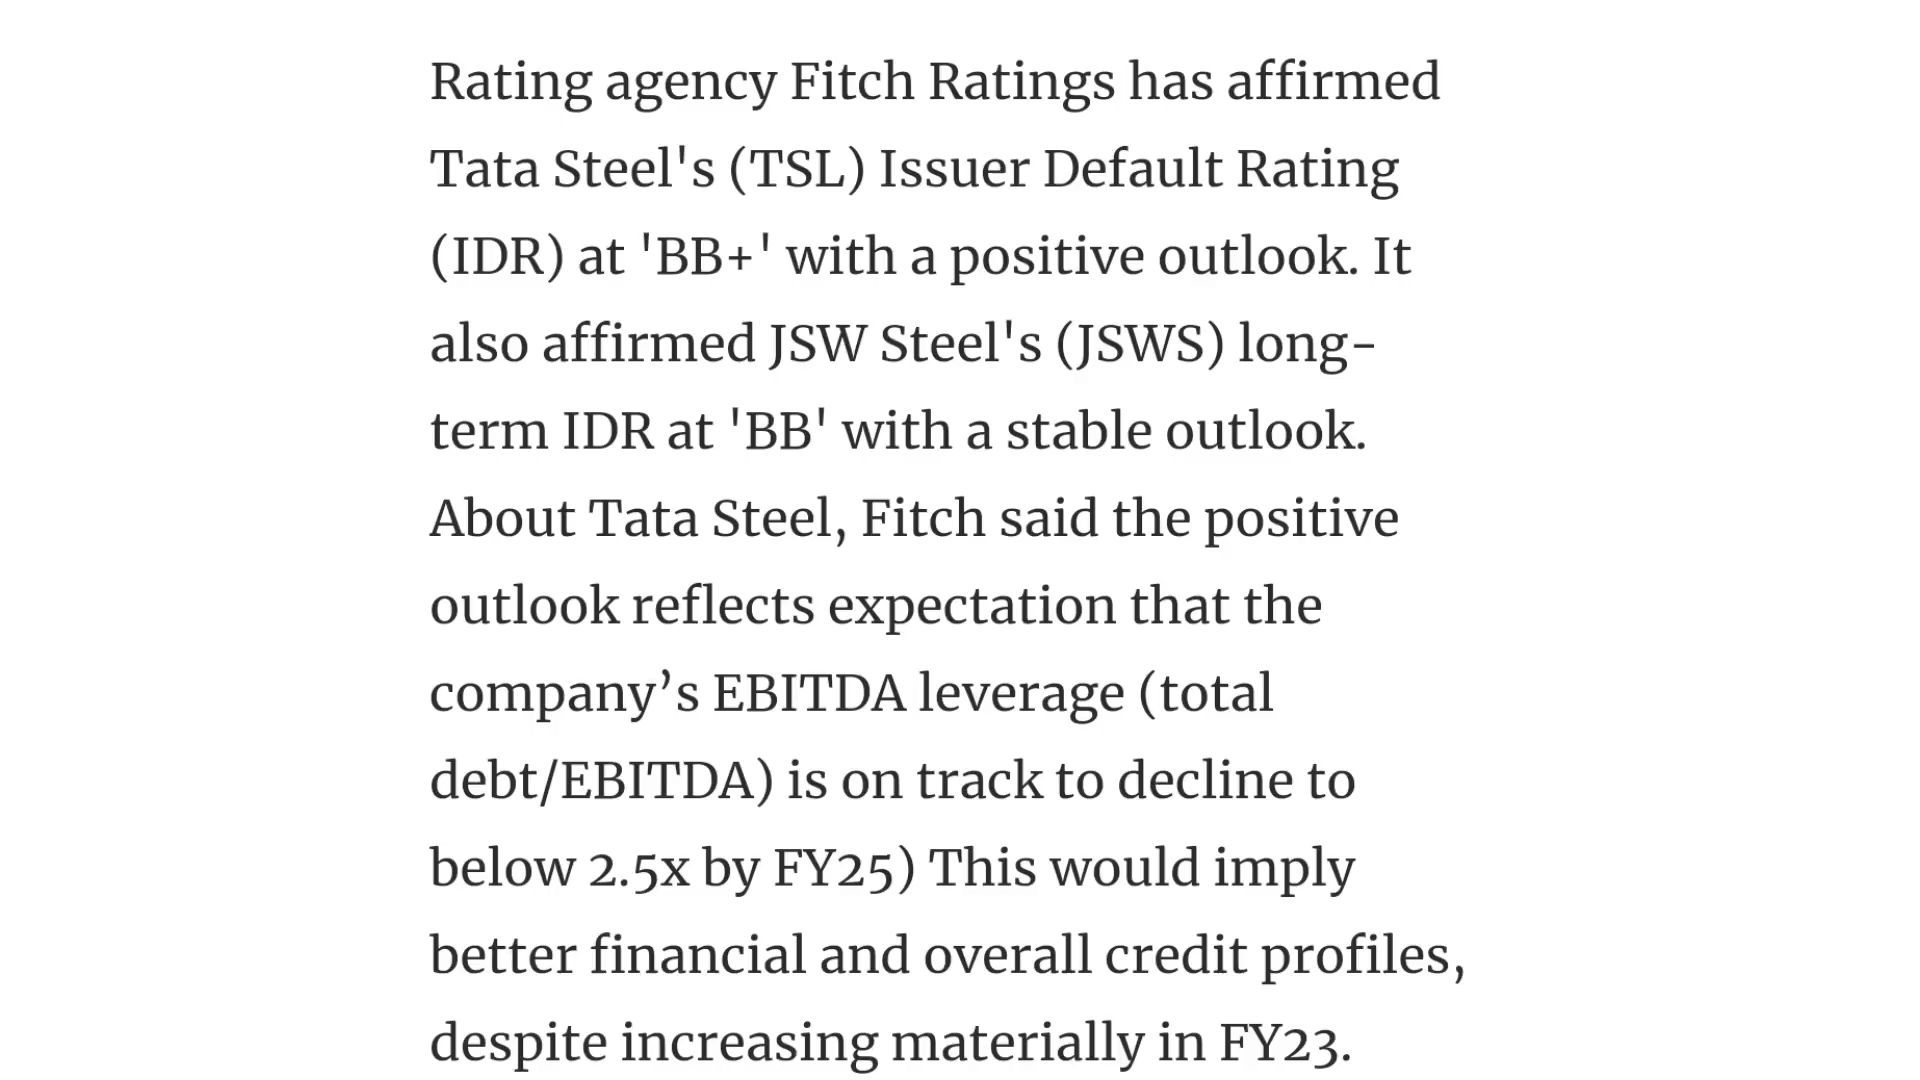 Rating agency Fitch Ratings has affirmed
Tata Steel's (TSL) Issuer Default Rating
(IDR) at 'BB+' with a positive outlook. It
also affirmed JSW Steel's (JSWS) long-
term IDR at 'BB' with a stable outlook.
About Tata Steel, Fitch said the positive
outlook reflects expectation that the
company’s EBITDA leverage (total
debt/EBITDA) is on track to decline to
below 2.5x by FY25) This would imply
better financial and overall credit profiles,
despite increasing materially in FY23.